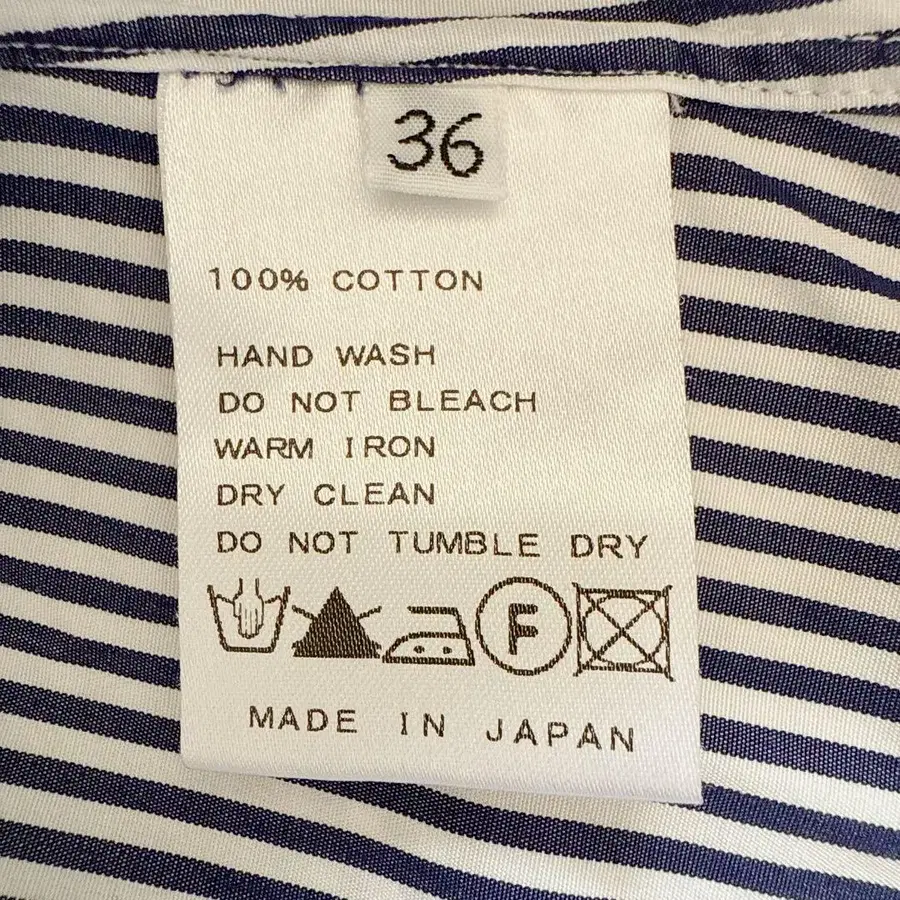 36
100% COTTON
HAND WASH
DO NOT BLEACH
WARM IRON
DRY CLEAN
DO NOT TUMBLE DRY
F
MADE IN JAPAN